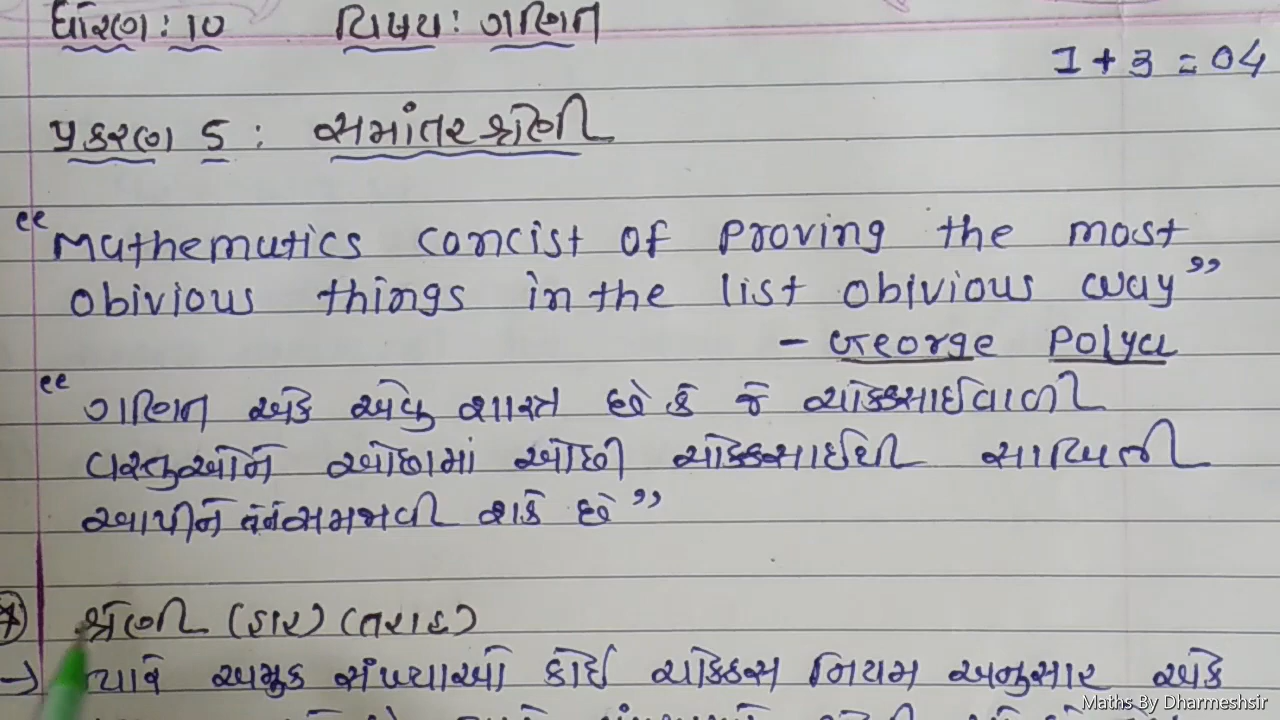 ધોરણ : 10 વિષય : ગણિત
1 + 3 = 04
પ્રકરણ 5 : સમાંતર શ્રેણી
“Mathematics concist of proving the most
obivious things in the list obivious way”
- George Polya
“ગણિત એક એવુ શાસ્ત્ર છે કે જે ચોક્કસાઈવાળી
વસ્તુઓને ઓછામાં ઓછી ચોક્કસાઈથી સાબિતી
આપીને સમજાવી શકે છે”
શ્રેણી (હાર) (તરાહ)
→ અમુક સંખ્યાઓ કોઈ ચોક્કસ નિયમ અનુસાર એક
Maths By Dharmeshsir